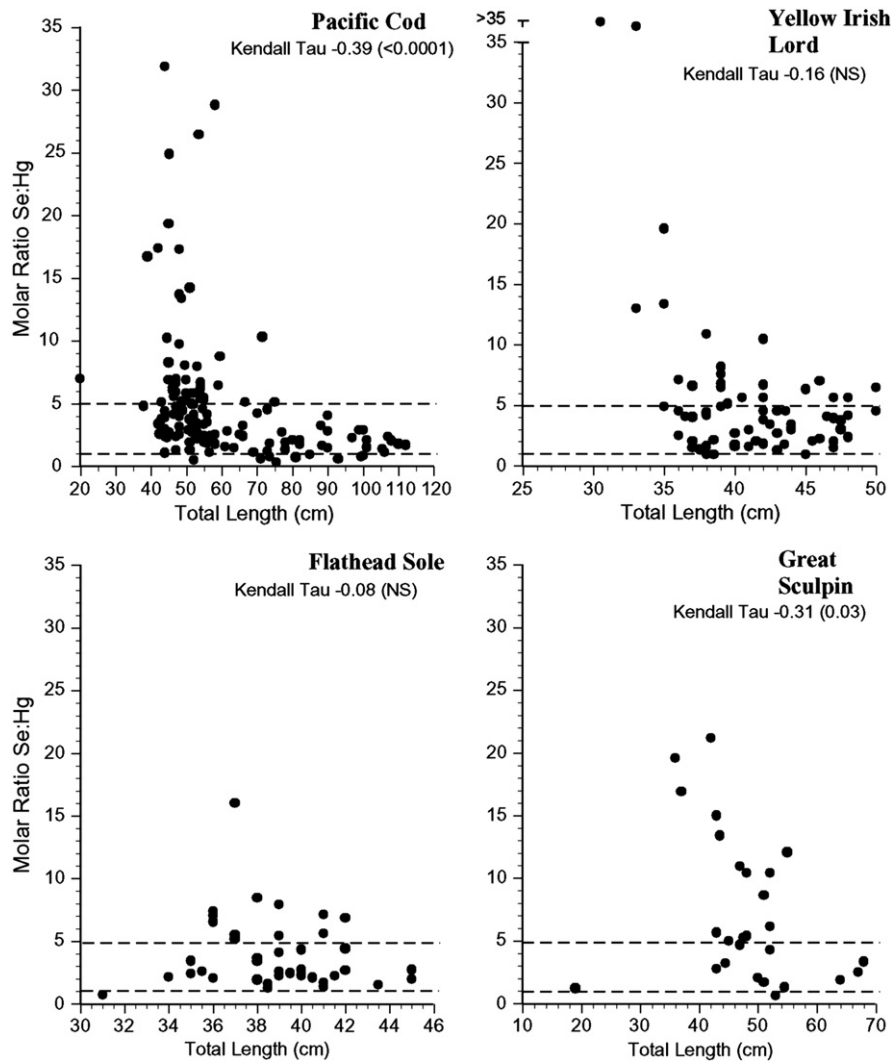 Pacific Cod
Kendall Tau -0.39 (<0.0001)
35
30
25
20
15
10
5
0
Molar Ratio Se:Hg
20 30 40 50 60 70 80 90 100 110 120
Total Length (cm)
Yellow Irish
Lord
Kendall Tau -0.16 (NS)
>35
35
30
25
20
15
10
5
0
25 30 35 40 45 50
Total Length (cm)
Flathead Sole
Kendall Tau -0.08 (NS)
35
30
25
20
15
10
5
0
Molar Ratio Se:Hg
30 32 34 36 38 40 42 44 46
Total Length (cm)
Great
Sculpin
Kendall Tau -0.31 (0.03)
35
30
25
20
15
10
5
0
10 20 30 40 50 60 70
Total Length (cm)